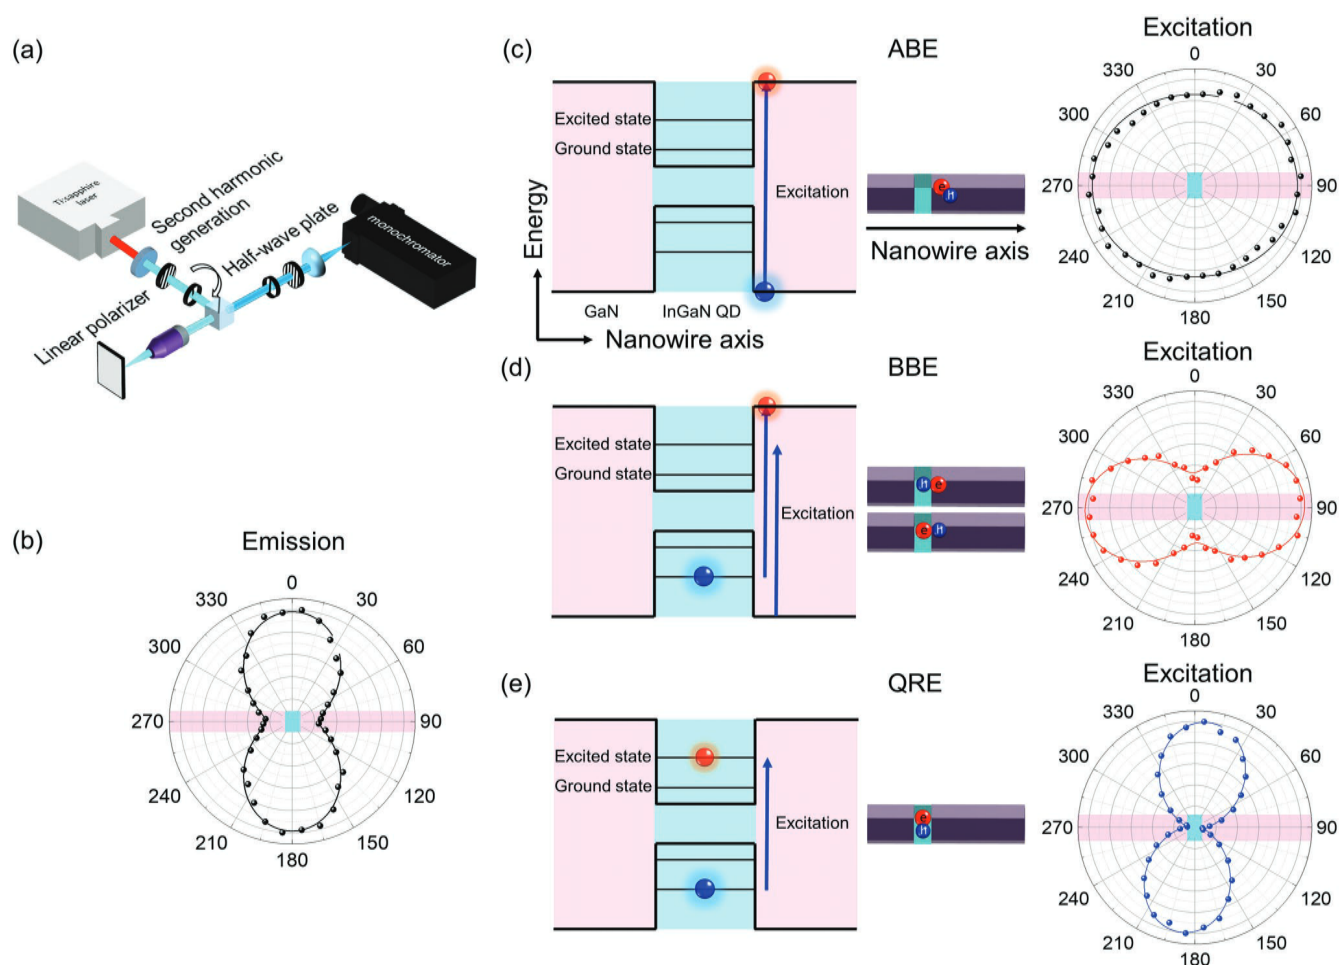 (a)
Ti:sapphire
laser
Second harmonic
generation
Half-wave plate
monochromator
Linear polarizer
(b)
Emission
0
30
60
90
120
150
180
210
240
270
300
330
(c)
ABE
Excited state
Ground state
Excitation
Energy
GaN
InGaN QD
Nanowire axis
e
h
Nanowire axis
Excitation
0
30
60
90
120
150
180
210
240
270
300
330
(d)
BBE
Excited state
Ground state
Excitation
h
e
e
h
Excitation
0
30
60
90
120
150
180
210
240
270
300
330
(e)
QRE
Excited state
Ground state
Excitation
e
h
Excitation
0
30
60
90
120
150
180
210
240
270
300
330